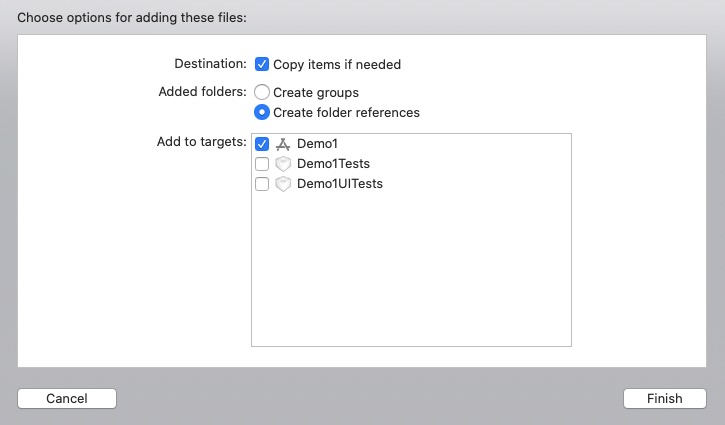 Choose options for adding these files:
Destination: Copy items if needed
Added folders: Create groups
Create folder references
Add to targets: Demo1
Demo1Tests
Demo1UITests
Cancel Finish